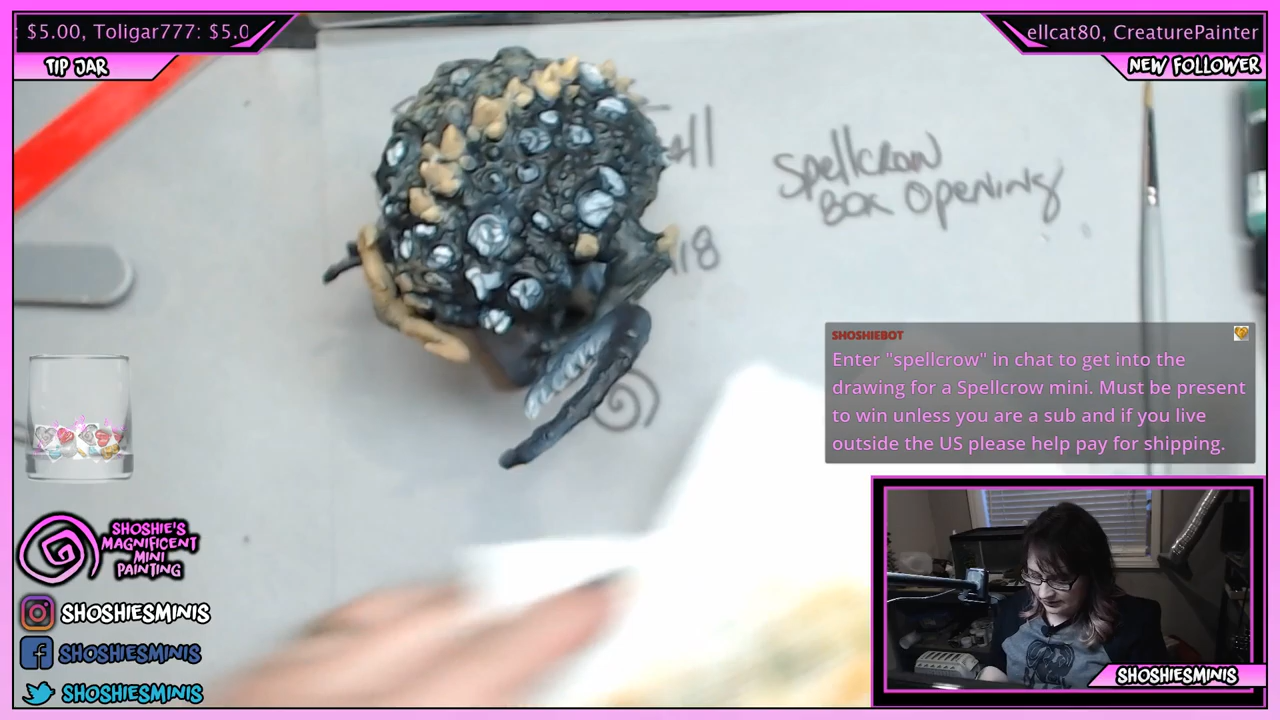 : $5.00, Toligar777: $5.0
TIP JAR
ellcat80, CreaturePainter
NEW FOLLOWER
#11
Spellcrow
Box Opening
18
SHOSHIEBOT
Enter "spellcrow" in chat to get into the
drawing for a Spellcrow mini. Must be present
to win unless you are a sub and if you live
outside the US please help pay for shipping.
SHOSHIE'S
MAGNIFICENT
MINI
PAINTING
SHOSHIESMINIS
SHOSHIESMINIS
SHOSHIESMINIS
SHOSHIESMINIS